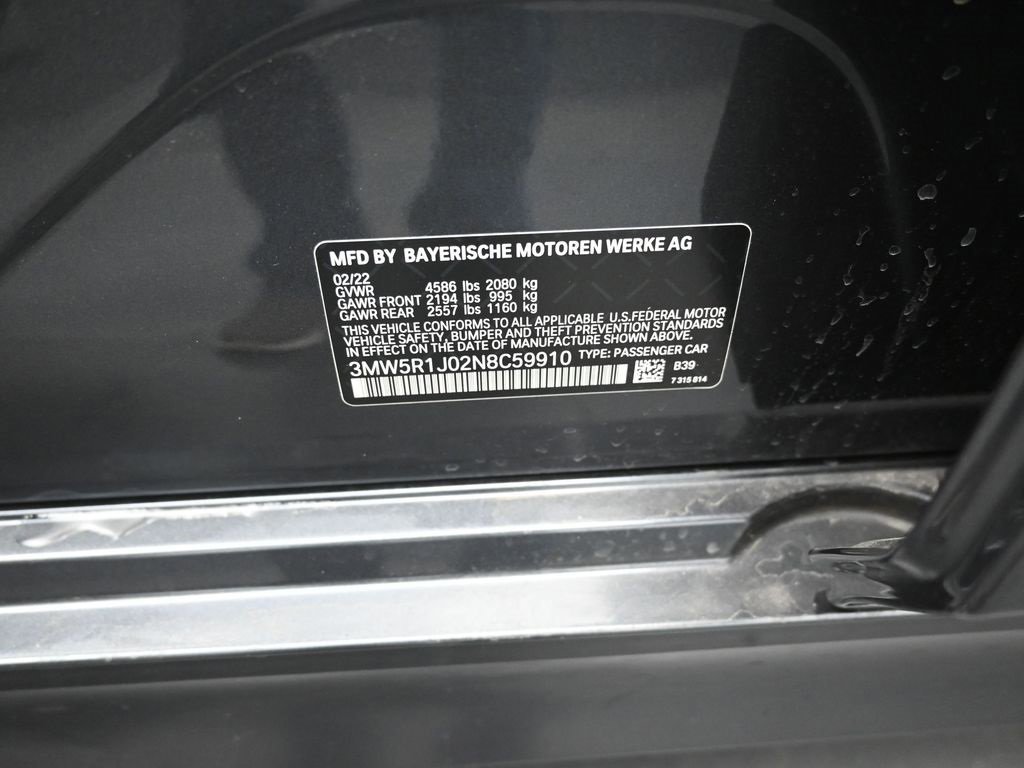 MFD BY BAYERISCHE MOTOREN WERKE AG
02/22
GVWR 4586 lbs 2080 kg
GAWR FRONT 2194 lbs 995 kg
GAWR REAR 2557 lbs 1160 kg
THIS VEHICLE CONFORMS TO ALL APPLICABLE U.S.FEDERAL MOTOR
VEHICLE SAFETY, BUMPER AND THEFT PREVENTION STANDARDS
IN EFFECT ON THE DATE OF MANUFACTURE SHOWN ABOVE.
3MW5R1J02N8C59910 TYPE: PASSENGER CAR
B39
7 315 814